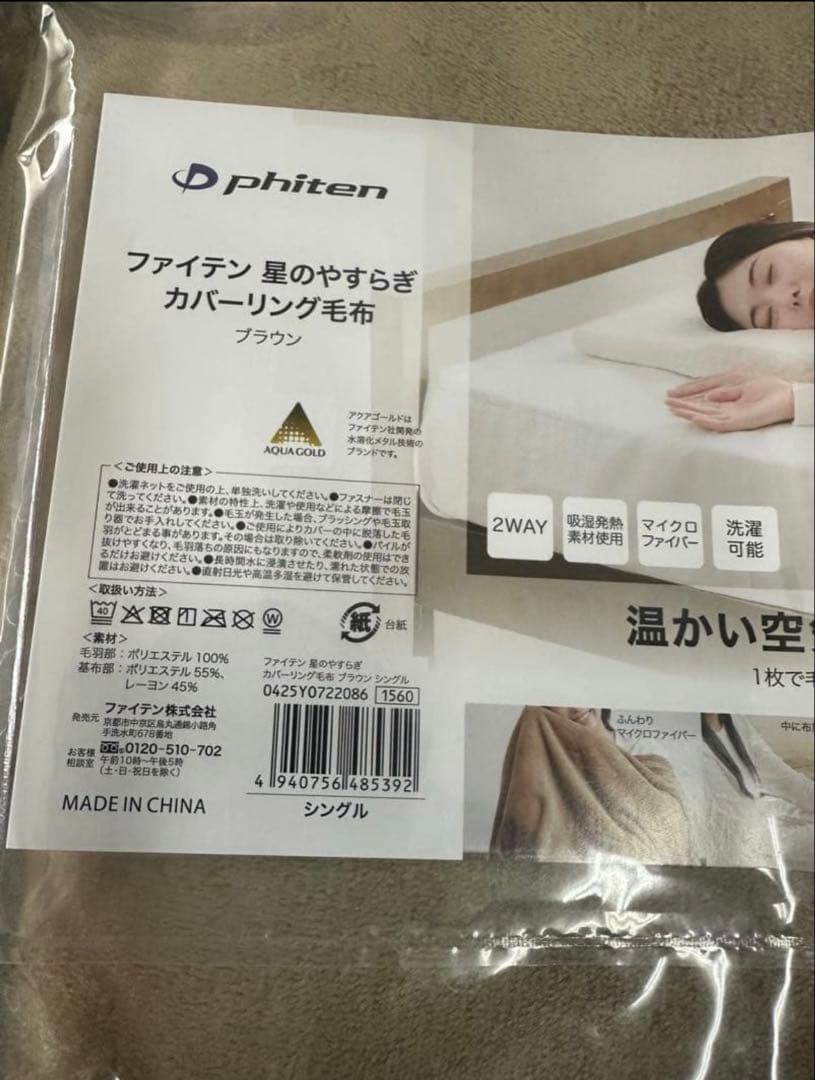 phiten
ファイテン 星のやすらぎ
カバーリング毛布
ブラウン
AQUA GOLD
アクアゴールドは
ファイテン社開発の
水溶化メタル技術の
ブランドです。
<ご使用上の注意>
●洗濯ネットをご使用の上、単独洗いしてください。●ファスナーは閉じ
て洗ってください。●素材の特性上、洗濯や使用などによる摩擦で毛玉
が出来ることがあります。●毛玉が発生した場合、ブラッシングや毛玉取
り器でお手入れしてください。●ご使用によりカバーの中に脱落した毛
羽がとどまる事があります。その場合は取り除いてください。●パイルが
抜けやすくなり、毛羽落ちの原因にもなりますので、柔軟剤の使用はでき
るだけお避けください。●長時間水に浸漬させたり、濡れた状態での放
置はお避けください。●直射日光や高温多湿を避けて保管してください。
<取扱い方法>
40
W
紙
台紙
<素材>
毛羽部：ポリエステル 100%
基布部：ポリエステル 55%、
レーヨン 45%
発売元
ファイテン株式会社
京都市中京区烏丸通錦小路角
手洗水町678番地
お客様
相談室
0120-510-702
午前10時〜午後5時
(土・日・祝日を除く)
MADE IN CHINA
ファイテン 星のやすらぎ
カバーリング毛布 ブラウン シングル
0425Y0722086 1560
4 940756 485392
シングル
2WAY
吸湿発熱
素材使用
マイクロ
ファイバー
洗濯
可能
温かい空
1枚で毛
ふんわり
マイクロファイバー
中に布